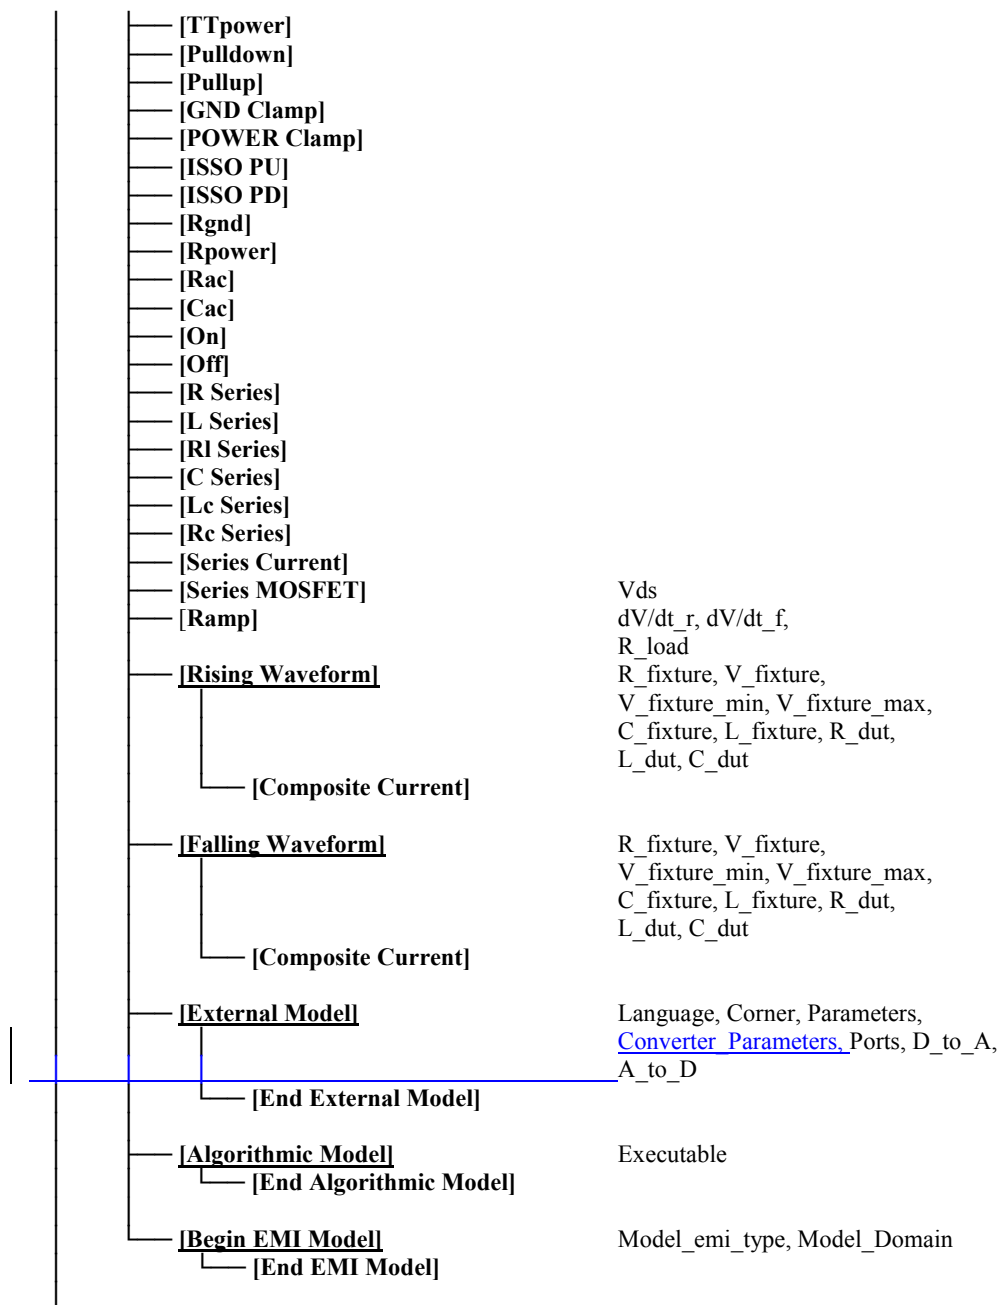 [TTpower]
[Pulldown]
[Pullup]
[GND Clamp]
[POWER Clamp]
[ISSO PU]
[ISSO PD]
[Rgnd]
[Rpower]
[Rac]
[Cac]
[On]
[Off]
[R Series]
[L Series]
[Rl Series]
[C Series]
[Lc Series]
[Rc Series]
[Series Current]
[Series MOSFET] Vds
[Ramp] dV/dt_r, dV/dt_f,
R_load
[Rising Waveform] R_fixture, V_fixture,
V_fixture_min, V_fixture_max,
C_fixture, L_fixture, R_dut,
L_dut, C_dut
[Composite Current]
[Falling Waveform] R_fixture, V_fixture,
V_fixture_min, V_fixture_max,
C_fixture, L_fixture, R_dut,
L_dut, C_dut
[Composite Current]
[External Model] Language, Corner, Parameters,
Converter_Parameters, Ports, D_to_A,
A_to_D
[End External Model]
[Algorithmic Model] Executable
[End Algorithmic Model]
[Begin EMI Model] Model_emi_type, Model_Domain
[End EMI Model]